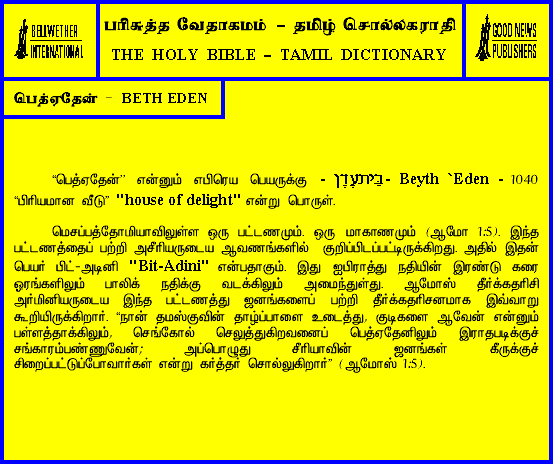 BELLWETHER
INTERNATIONAL
பரிசுத்த வேதாகமம் – தமிழ் சொல்லகராதி
THE HOLY BIBLE – TAMIL DICTIONARY
GOOD NEWS
PUBLISHERS
பெத்ஏதேன் - BETH EDEN
“பெத்ஏதேன்” என்னும் எபிரெய பெயருக்கு - בֵּיתעֶדֶן - Beyth `Eden - 1040
“பிரியமான வீடு” "house of delight" என்று பொருள்.
மெசப்பத்தோமியாவிலுள்ள ஒரு பட்டணமும். ஒரு மாகாணமும் (ஆமோ 1:5). இந்த
பட்டணத்தைப் பற்றி அசீரியருடைய ஆவணங்களில் குறிப்பிடப்பட்டிருக்கிறது. அதில் இதன்
பெயர் பிட்-அடினி "Bit-Adini" என்பதாகும். இது ஐபிராத்து நதியின் இரண்டு கரை
ஓரங்களிலும் பாலிக் நதிக்கு வடக்கிலும் அமைந்துள்து. ஆமோஸ் தீர்க்கதரிசி
அர்மினியருடைய இந்த பட்டணத்து ஜனங்களைப் பற்றி தீர்க்கதரிசனமாக இவ்வாறு
கூறியிருக்கிறார். “நான் தமஸ்குவின் தாழ்ப்பாளை உடைத்து, குடிகளை ஆவேன் என்னும்
பள்ளத்தாக்கிலும், செங்கோல் செலுத்துகிறவனைப் பெத்ஏதேனிலும் இராதபடிக்குச்
சங்காரம்பண்ணுவேன்; அப்பொழுது சீரியாவின் ஜனங்கள் கீருக்குச்
சிறைப்பட்டுப்போவார்கள் என்று கர்த்தர் சொல்லுகிறார்” (ஆமோஸ் 1:5).